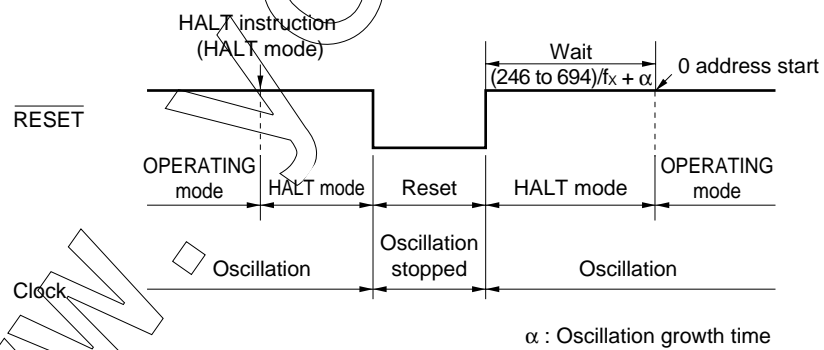 HALT instruction
(HALT mode)
Wait
(246 to 694)/fx + α
0 address start
RESET
OPERATING
mode
HALT mode
Reset
HALT mode
OPERATING
mode
Oscillation
Oscillation
stopped
Oscillation
Clock
α : Oscillation growth time